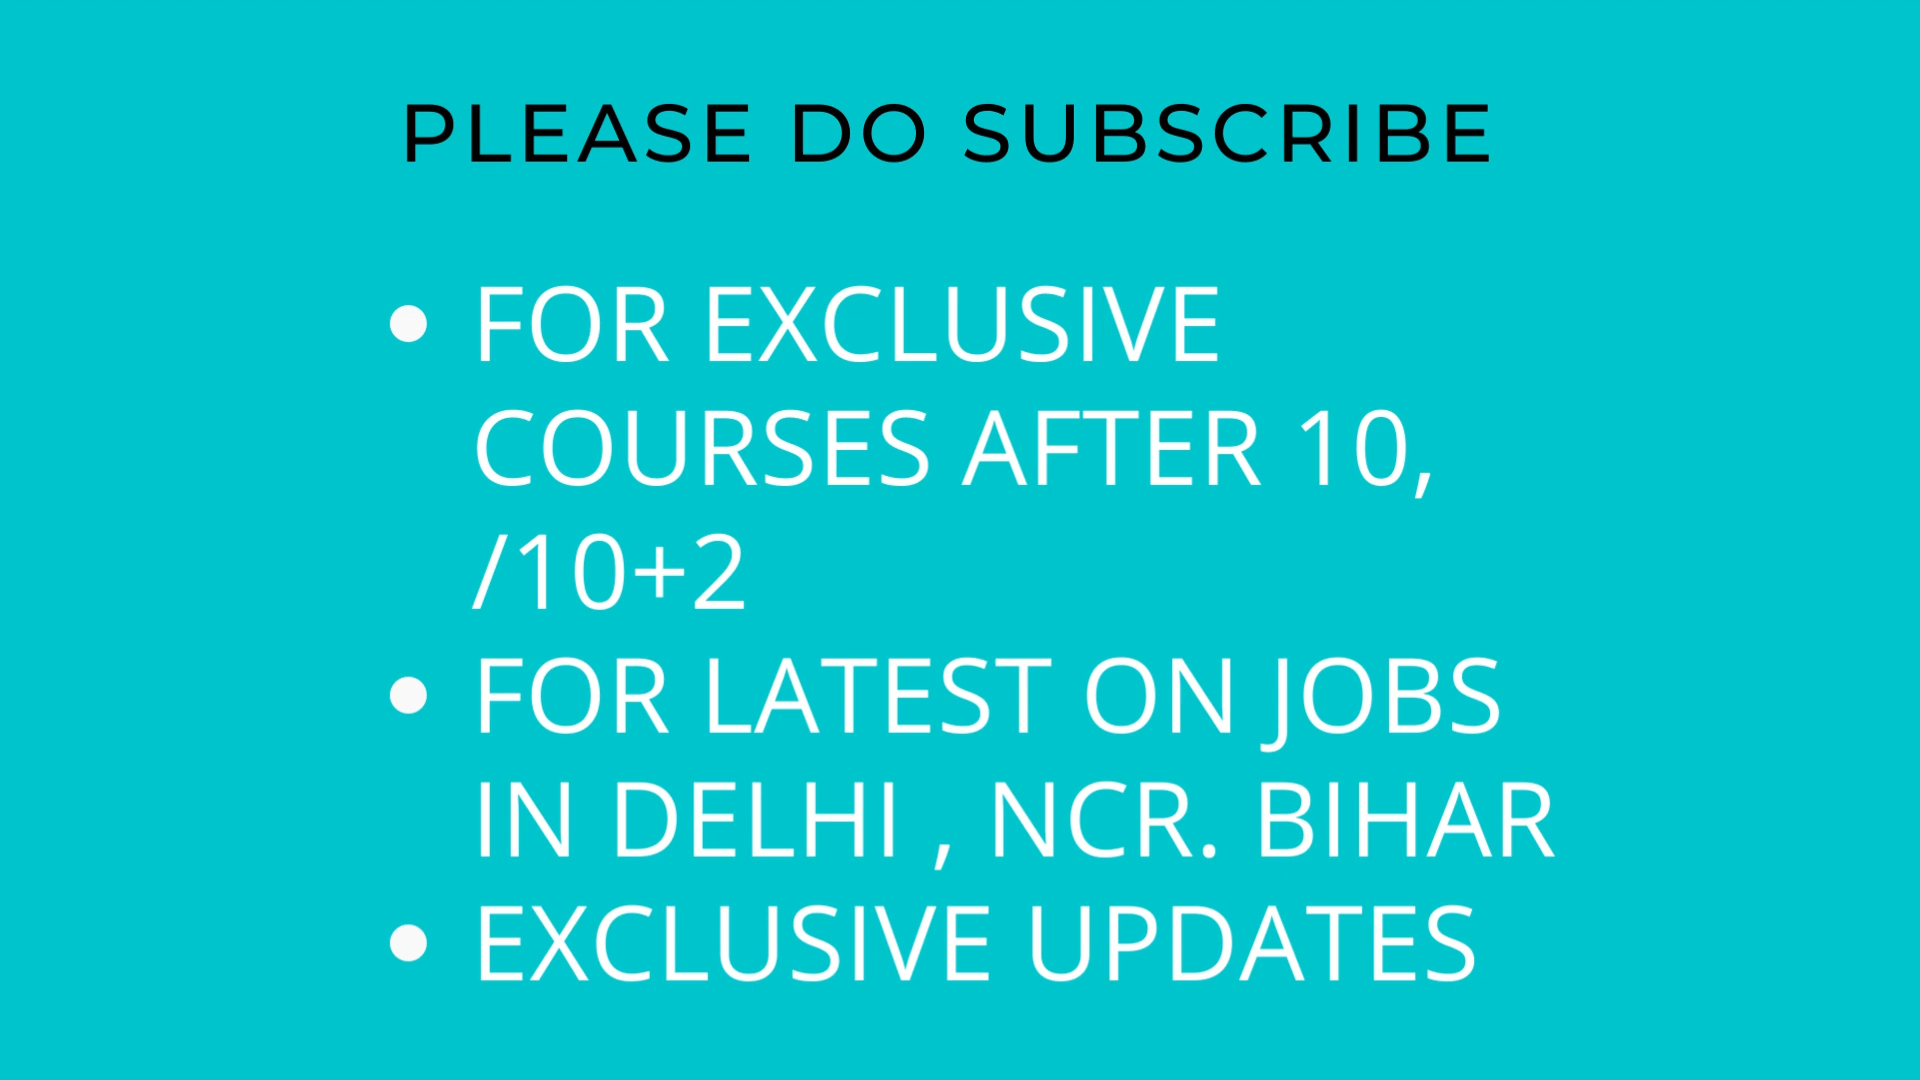 PLEASE DO SUBSCRIBE
• FOR EXCLUSIVE
COURSES AFTER 10,
/10+2
• FOR LATEST ON JOBS
IN DELHI , NCR. BIHAR
• EXCLUSIVE UPDATES